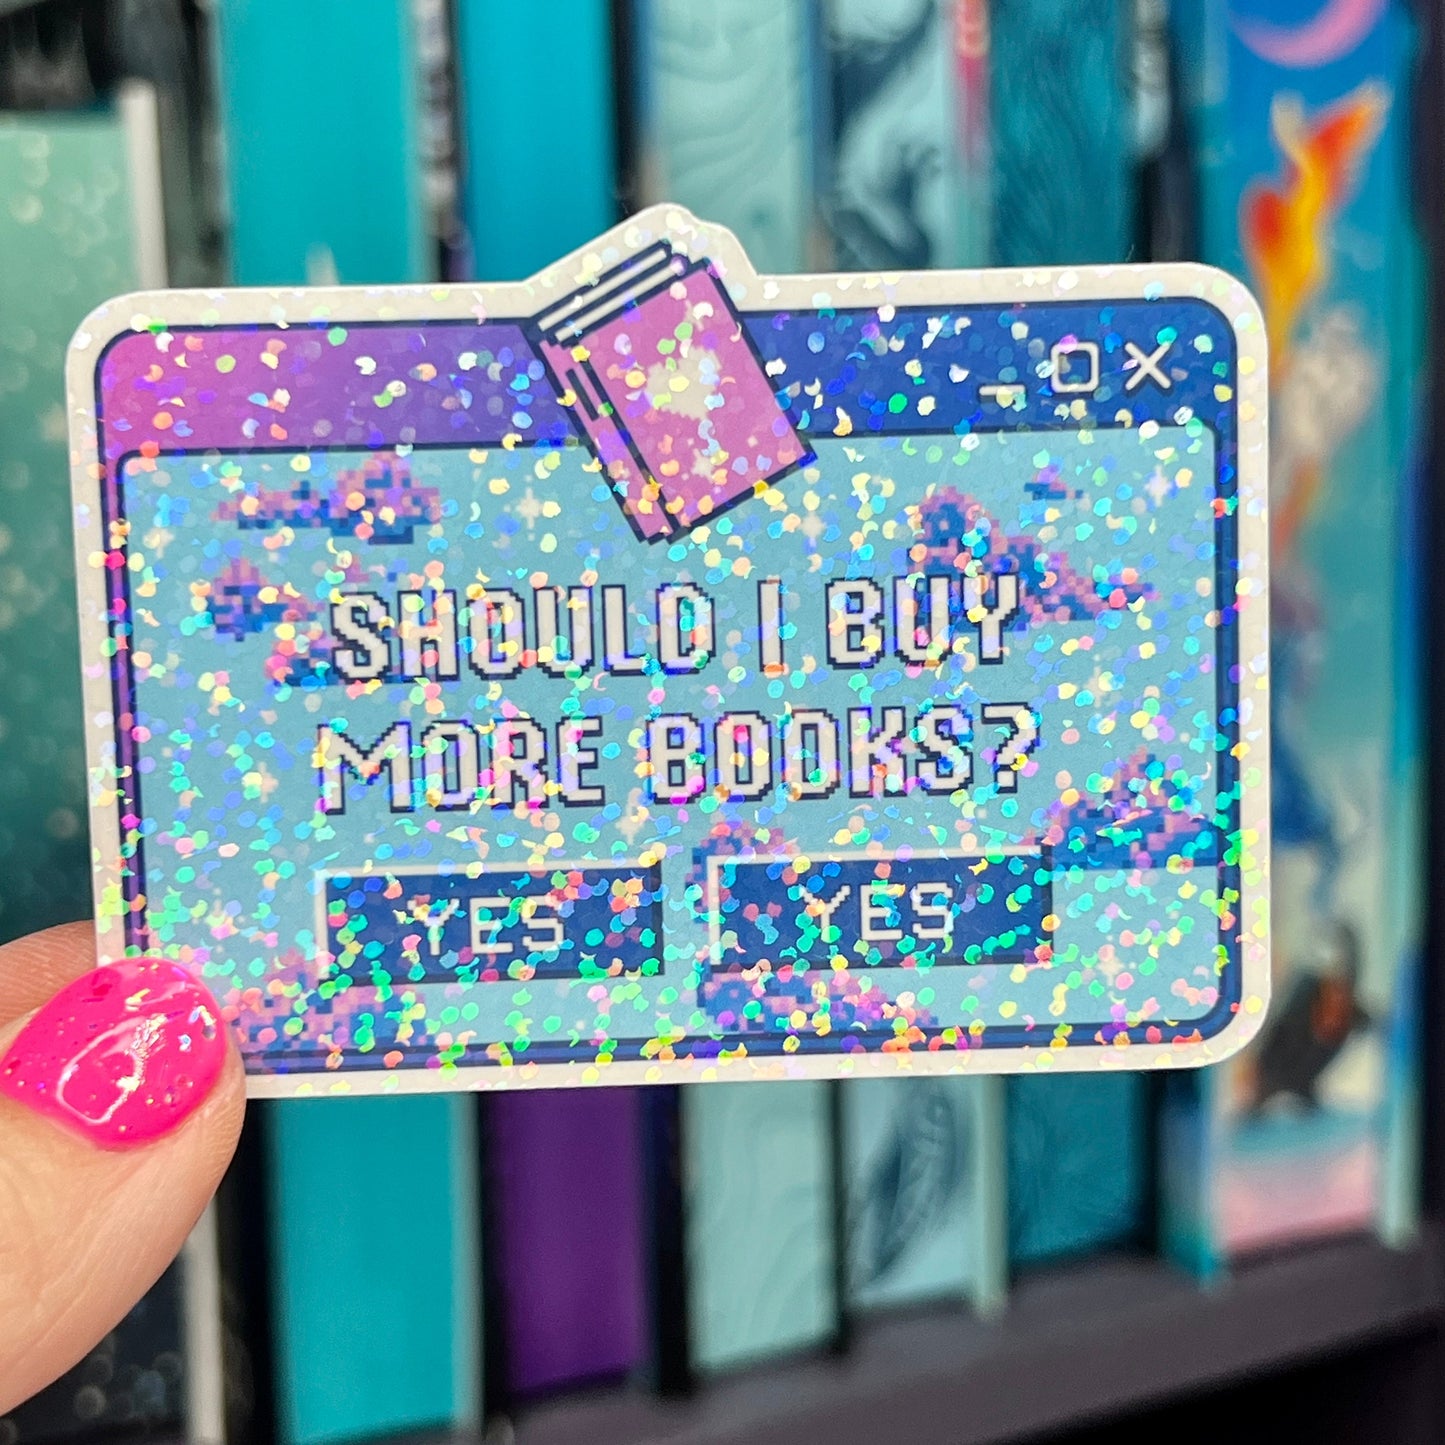 SHOULD I BUY
MORE BOOKS?
YES YES